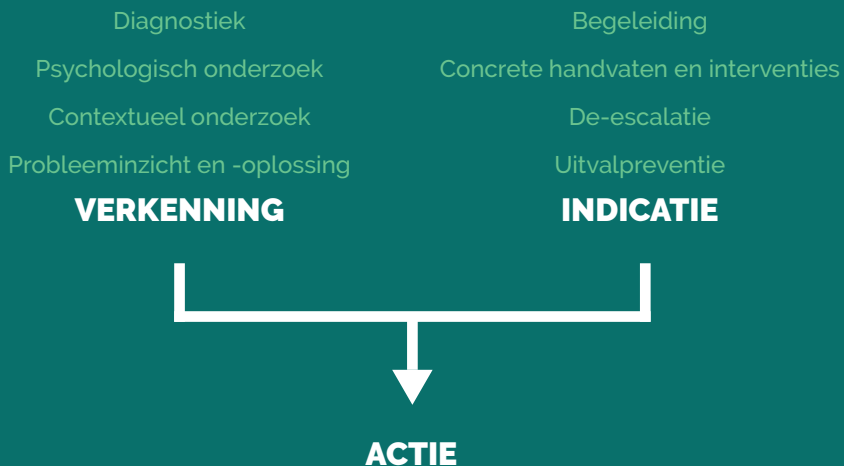 Diagnostiek
Psychologisch onderzoek
Contextueel onderzoek
Probleeminzicht en -oplossing
VERKENNING
Begeleiding
Concrete handvaten en interventies
De-escalatie
Uitvalpreventie
INDICATIE
ACTIE